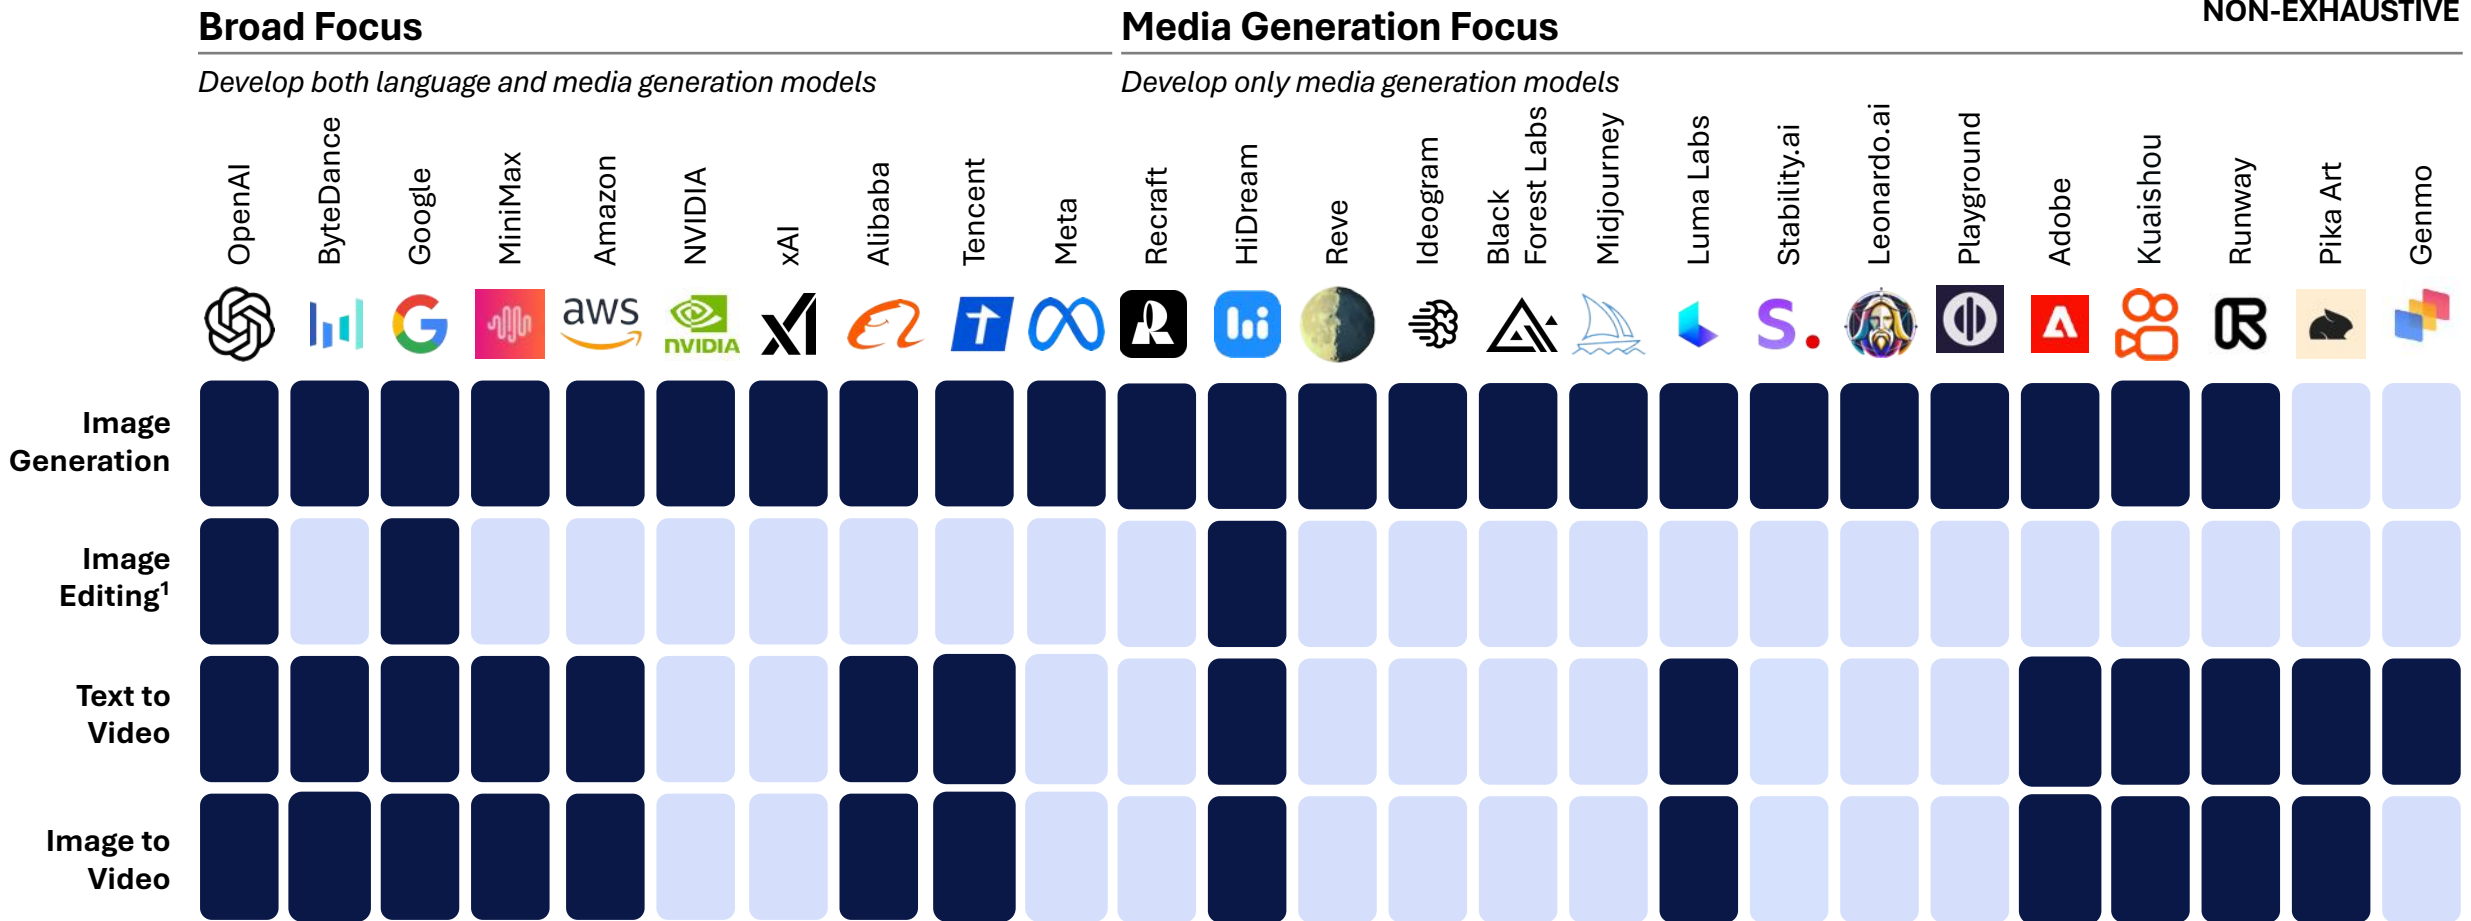 Broad Focus
Media Generation Focus
NON-EXHAUSTIVE
Develop both language and media generation models
Develop only media generation models
OpenAI
ByteDance
Google
MiniMax
Amazon
NVIDIA
xAI
Alibaba
Tencent
Meta
Recraft
HiDream
Reve
Ideogram
Black
Forest Labs
Midjourney
Luma Labs
Stability.ai
Leonardo.ai
Playground
Adobe
Kuaishou
Runway
Pika Art
Genmo
aws
nVIDIA
S.
Image
Generation
Image
Editing¹
Text to
Video
Image to
Video